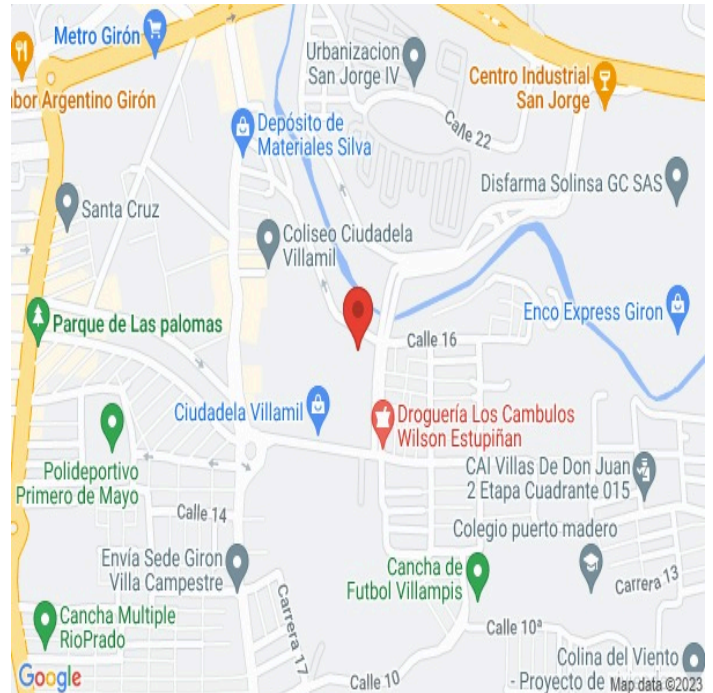 Metro Girón
Urbanizacion
San Jorge IV
Centro Industrial
San Jorge
bor Argentino Girón
Depósito de
Materiales Silva
Calle 22
Disfarma Solinsa GC SAS
Santa Cruz
Coliseo Ciudadela
Villamil
Enco Express Giron
Parque de Las palomas
Calle 16
Ciudadela Villamil
Droguería Los Cambulos
Wilson Estupiñan
Polideportivo
Primero de Mayo
CAI Villas De Don Juan
2 Etapa Cuadrante 015
Calle 14
Colegio puerto madero
Envía Sede Giron
Villa Campestre
Cancha de
Futbol Villampis
Carrera 13
Carrera 17
Cancha Multiple
RioPrado
Calle 10ª
Colina del Viento
- Proyecto de
Calle 10
Google
Map data ©2023